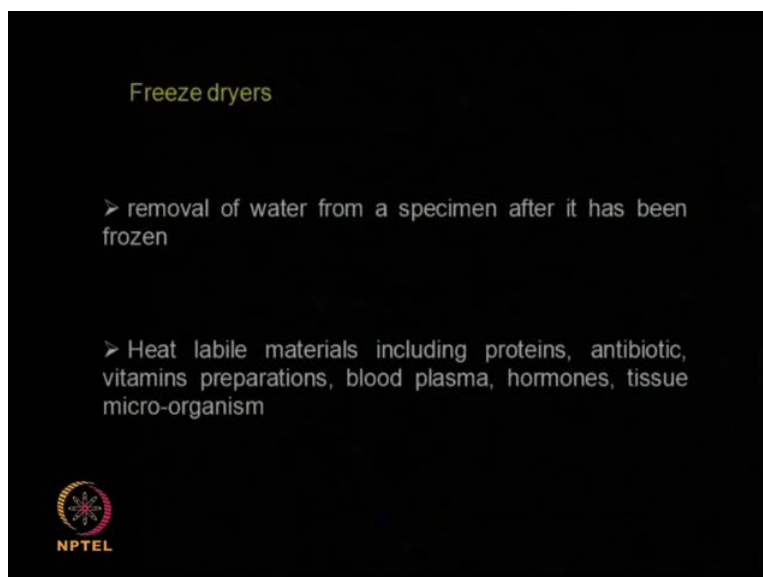 Freeze dryers
➢ removal of water from a specimen after it has been
frozen
➢ Heat labile materials including proteins, antibiotic,
vitamins preparations, blood plasma, hormones, tissue
micro-organism
NPTEL